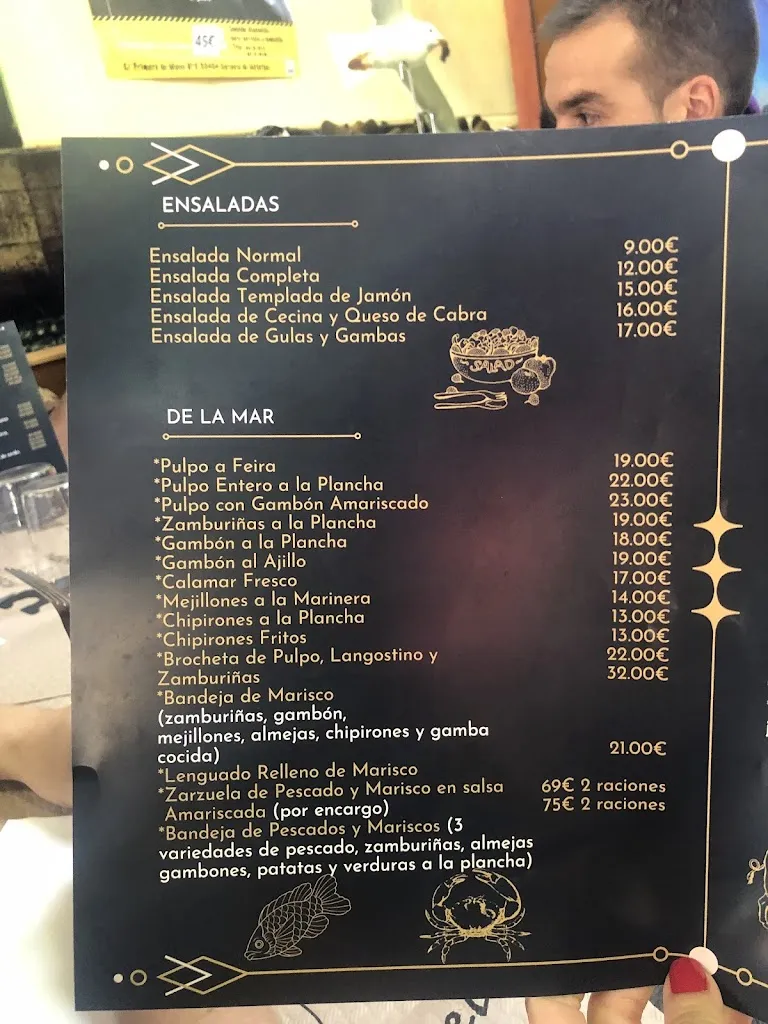 45€
ENSALADAS
Ensalada Normal 9.00€
Ensalada Completa 12.00€
Ensalada Templada de Jamón 15.00€
Ensalada de Cecina y Queso de Cabra 16.00€
Ensalada de Gulas y Gambas 17.00€
SALAD
DE LA MAR
*Pulpo a Feira 19.00€
*Pulpo Entero a la Plancha 22.00€
*Pulpo con Gambón Amariscado 23.00€
*Zamburiñas a la Plancha 19.00€
*Gambón a la Plancha 18.00€
*Gambón al Ajillo 19.00€
*Calamar Fresco 17.00€
*Mejillones a la Marinera 14.00€
*Chipirones a la Plancha 13.00€
*Chipirones Fritos 13.00€
*Brocheta de Pulpo, Langostino y 22.00€
Zamburiñas 32.00€
*Bandeja de Marisco
(zamburiñas, gambón,
mejillones, almejas, chipirones y gamba
cocida) 21.00€
*Lenguado Relleno de Marisco
*Zarzuela de Pescado y Marisco en salsa 69€ 2 raciones
Amariscada (por encargo) 75€ 2 raciones
*Bandeja de Pescados y Mariscos (3
variedades de pescado, zamburiñas, almejas
gambones, patatas y verduras a la plancha)